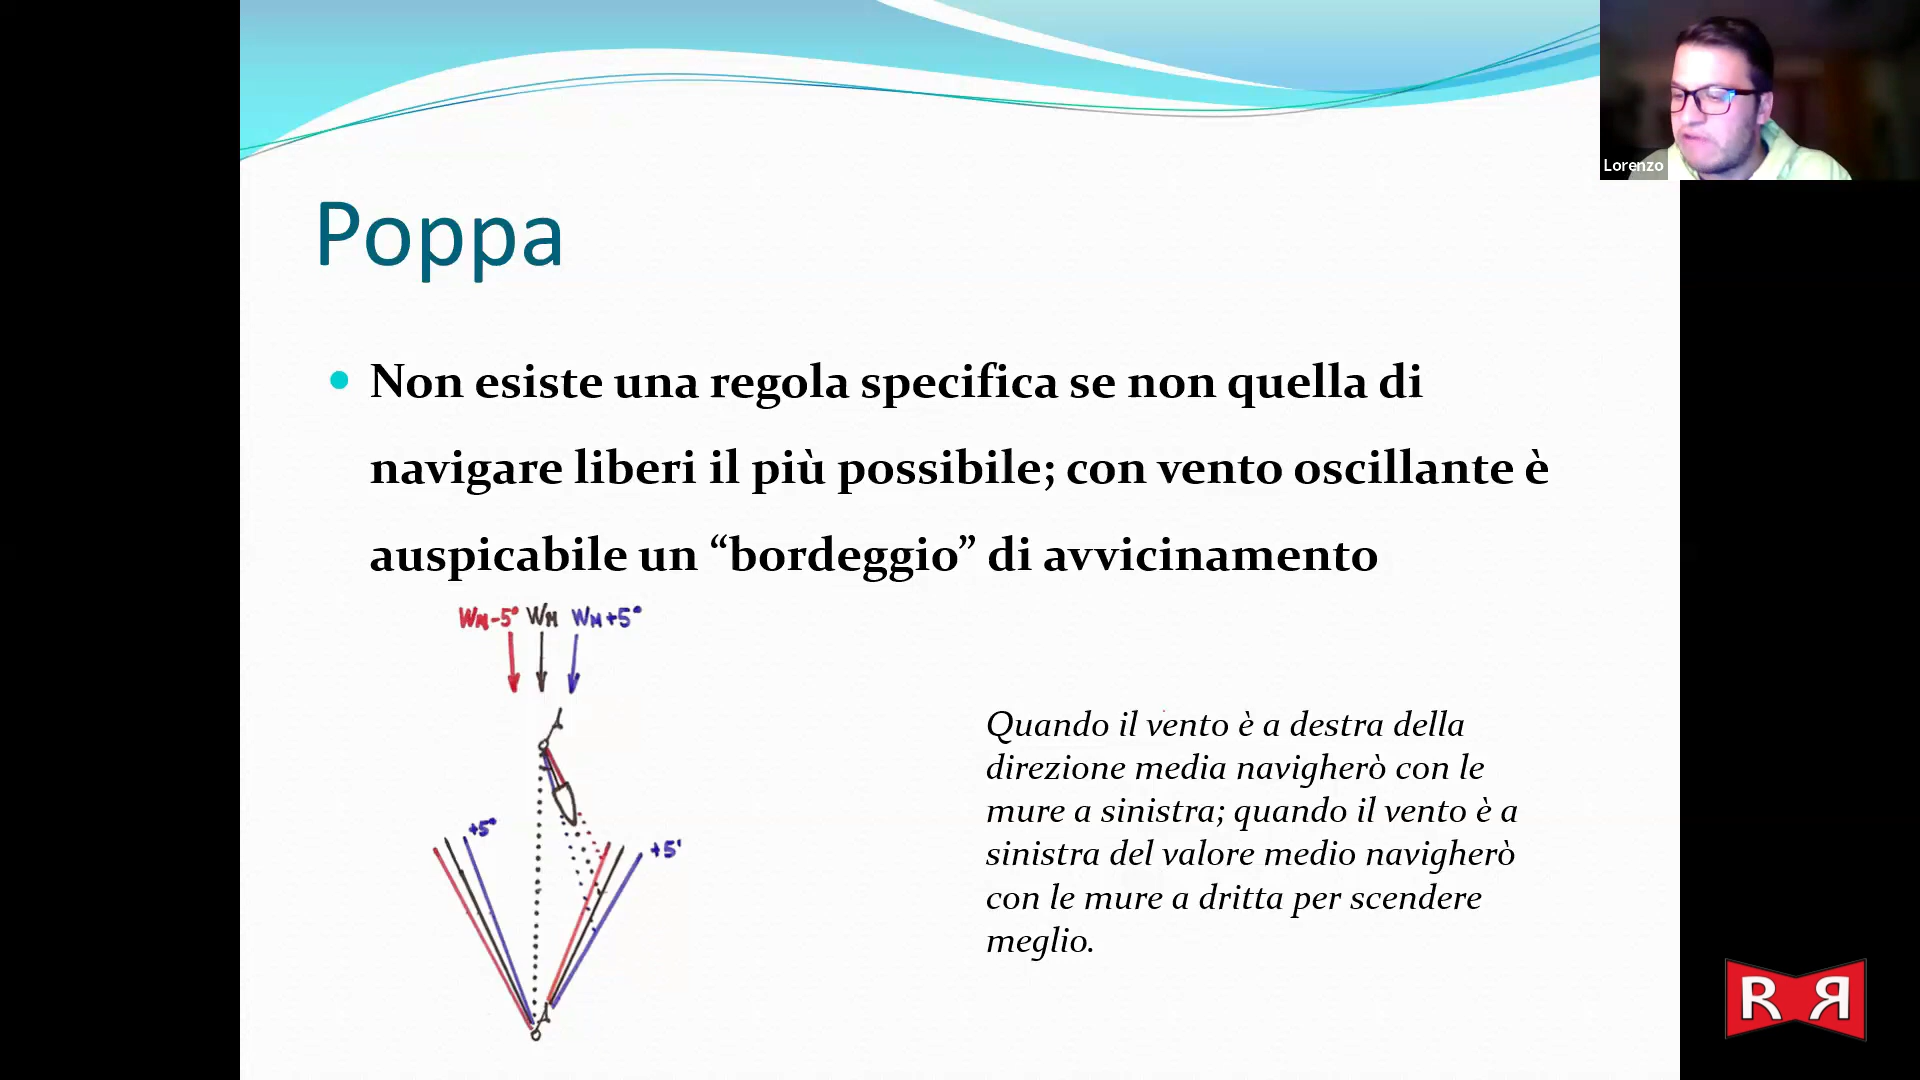 Lorenzo
Poppa
Non esiste una regola specifica se non quella di
navigare liberi il più possibile; con vento oscillante è
auspicabile un “bordeggio” di avvicinamento
WM-5° WM WM+5°
+5°
+5°
Quando il vento è a destra della
direzione media navigherò con le
mure a sinistra; quando il vento è a
sinistra del valore medio navigherò
con le mure a dritta per scendere
meglio.
R R